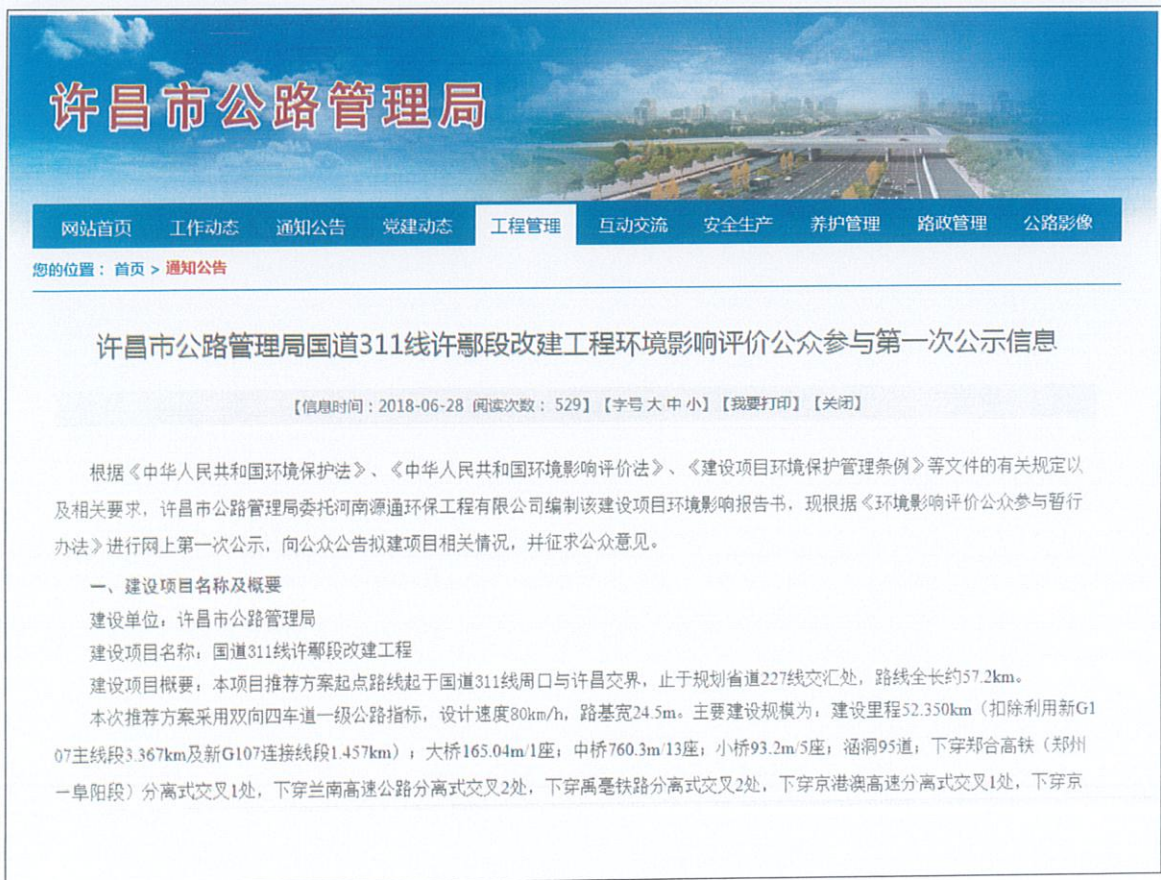 许昌市公路管理局
网站首页 工作动态 通知公告 党建动态 工程管理 互动交流 安全生产 养护管理 路政管理 公路影像
您的位置：首页 > 通知公告
许昌市公路管理局国道311线许鄢段改建工程环境影响评价公众参与第一次公示信息
【信息时间：2018-06-28 阅读次数：529】【字号 大 中 小】【我要打印】【关闭】
根据《中华人民共和国环境保护法》、《中华人民共和国环境影响评价法》、《建设项目环境保护管理条例》等文件的有关规定以
及相关要求，许昌市公路管理局委托河南源通环保工程有限公司编制该建设项目环境影响报告书，现根据《环境影响评价公众参与暂行
办法》进行网上第一次公示，向公众公告拟建项目相关情况，并征求公众意见。
一、建设项目名称及概要
建设单位：许昌市公路管理局
建设项目名称：国道311线许鄢段改建工程
建设项目概要：本项目推荐方案起点路线起于国道311线周口与许昌交界，止于规划省道227线交汇处，路线全长约57.2km。
本次推荐方案采用双向四车道一级公路指标，设计速度80km/h，路基宽24.5m。主要建设规模为：建设里程52.350km（扣除利用新G1
07主线段3.367km及新G107连接线段1.457km）；大桥165.04m/1座；中桥760.3m/13座；小桥93.2m/5座；涵洞95道；下穿郑合高铁（郑州
一阜阳段）分离式交叉1处，下穿兰南高速公路分离式交叉2处，下穿禹亳铁路分离式交叉2处，下穿京港澳高速分离式交叉1处，下穿京